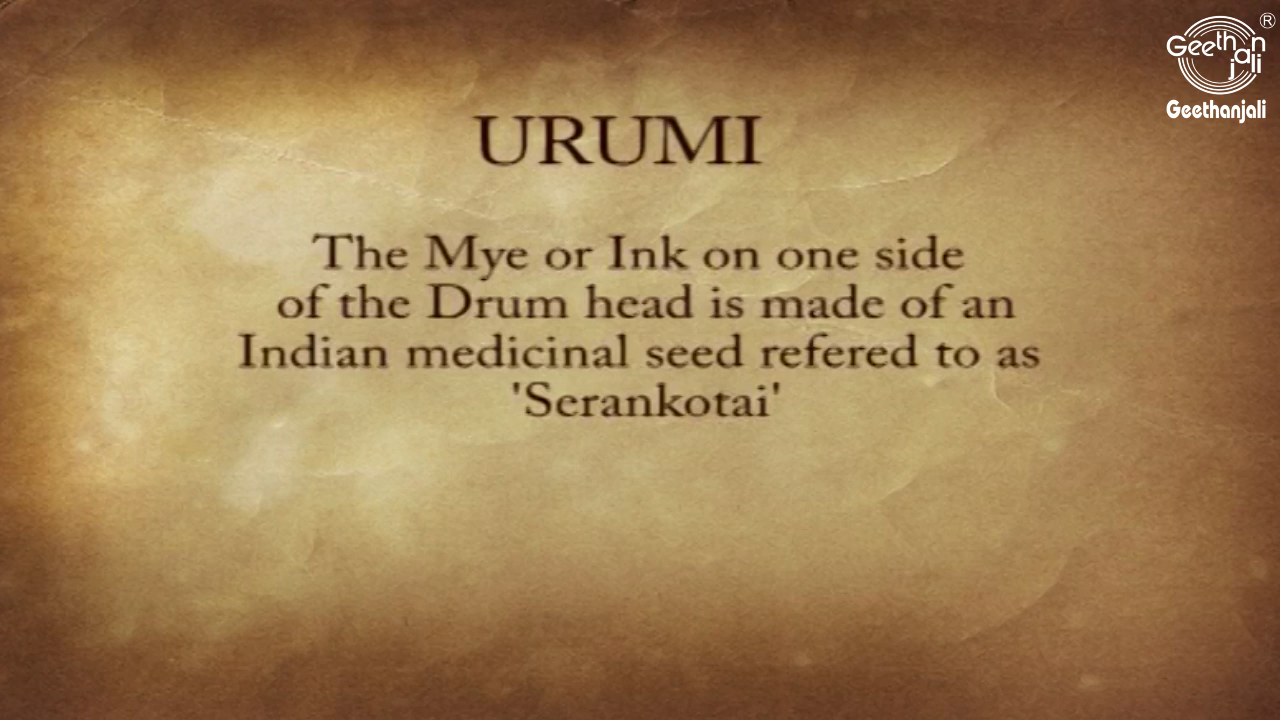 Geethanjali
®
Geethanjali
URUMI
The Mye or Ink on one side
of the Drum head is made of an
Indian medicinal seed refered to as
'Serankotai'